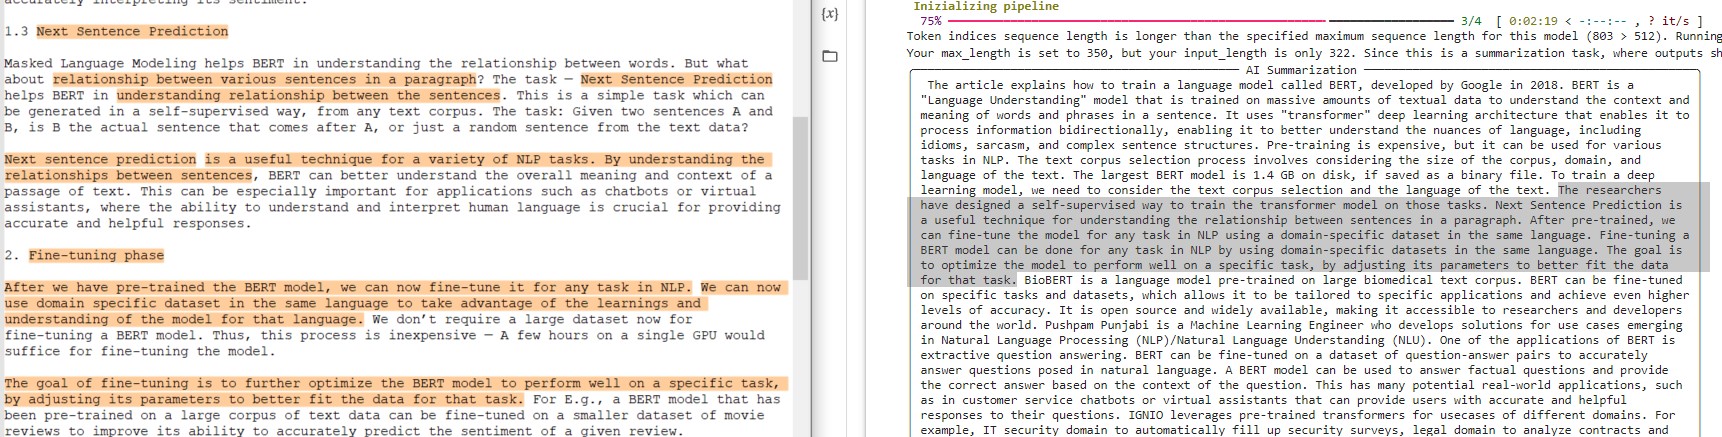 accurately interpreting its sentiment.
1.3 Next Sentence Prediction
Masked Language Modeling helps BERT in understanding the relationship between words. But what
about relationship between various sentences in a paragraph? The task — Next Sentence Prediction
helps BERT in understanding relationship between the sentences. This is a simple task which can
be generated in a self-supervised way, from any text corpus. The task: Given two sentences A and
B, is B the actual sentence that comes after A, or just a random sentence from the text data?
Next sentence prediction is a useful technique for a variety of NLP tasks. By understanding the
relationships between sentences, BERT can better understand the overall meaning and context of a
passage of text. This can be especially important for applications such as chatbots or virtual
assistants, where the ability to understand and interpret human language is crucial for providing
accurate and helpful responses.
2. Fine-tuning phase
After we have pre-trained the BERT model, we can now fine-tune it for any task in NLP. We can now
use domain specific dataset in the same language to take advantage of the learnings and
understanding of the model for that language. We don't require a large dataset now for
fine-tuning a BERT model. Thus, this process is inexpensive — A few hours on a single GPU would
suffice for fine-tuning the model.
The goal of fine-tuning is to further optimize the BERT model to perform well on a specific task,
by adjusting its parameters to better fit the data for that task. For E.g., a BERT model that has
been pre-trained on a large corpus of text data can be fine-tuned on a smaller dataset of movie
reviews to improve its ability to accurately predict the sentiment of a given review.
{x}
Inizializing pipeline
75% 3/4 [ 0:02:19 < -:--:-- , ? it/s ]
Token indices sequence length is longer than the specified maximum sequence length for this model (803 > 512). Running
Your max_length is set to 350, but your input_length is only 322. Since this is a summarization task, where outputs sh
AI Summarization
The article explains how to train a language model called BERT, developed by Google in 2018. BERT is a
"Language Understanding" model that is trained on massive amounts of textual data to understand the context and
meaning of words and phrases in a sentence. It uses "transformer" deep learning architecture that enables it to
process information bidirectionally, enabling it to better understand the nuances of language, including
idioms, sarcasm, and complex sentence structures. Pre-training is expensive, but it can be used for various
tasks in NLP. The text corpus selection process involves considering the size of the corpus, domain, and
language of the text. The largest BERT model is 1.4 GB on disk, if saved as a binary file. To train a deep
learning model, we need to consider the text corpus selection and the language of the text. The researchers
have designed a self-supervised way to train the transformer model on those tasks. Next Sentence Prediction is
a useful technique for understanding the relationship between sentences in a paragraph. After pre-trained, we
can fine-tune the model for any task in NLP using a domain-specific dataset in the same language. Fine-tuning a
BERT model can be done for any task in NLP by using domain-specific datasets in the same language. The goal is
to optimize the model to perform well on a specific task, by adjusting its parameters to better fit the data
for that task. BioBERT is a language model pre-trained on large biomedical text corpus. BERT can be fine-tuned
on specific tasks and datasets, which allows it to be tailored to specific applications and achieve even higher
levels of accuracy. It is open source and widely available, making it accessible to researchers and developers
around the world. Pushpam Punjabi is a Machine Learning Engineer who develops solutions for use cases emerging
in Natural Language Processing (NLP)/Natural Language Understanding (NLU). One of the applications of BERT is
extractive question answering. BERT can be fine-tuned on a dataset of question-answer pairs to accurately
answer questions posed in natural language. A BERT model can be used to answer factual questions and provide
the correct answer based on the context of the question. This has many potential real-world applications, such
as in customer service chatbots or virtual assistants that can provide users with accurate and helpful
responses to their questions. IGNIO leverages pre-trained transformers for usecases of different domains. For
example, IT security domain to automatically fill up security surveys, legal domain to analyze contracts and